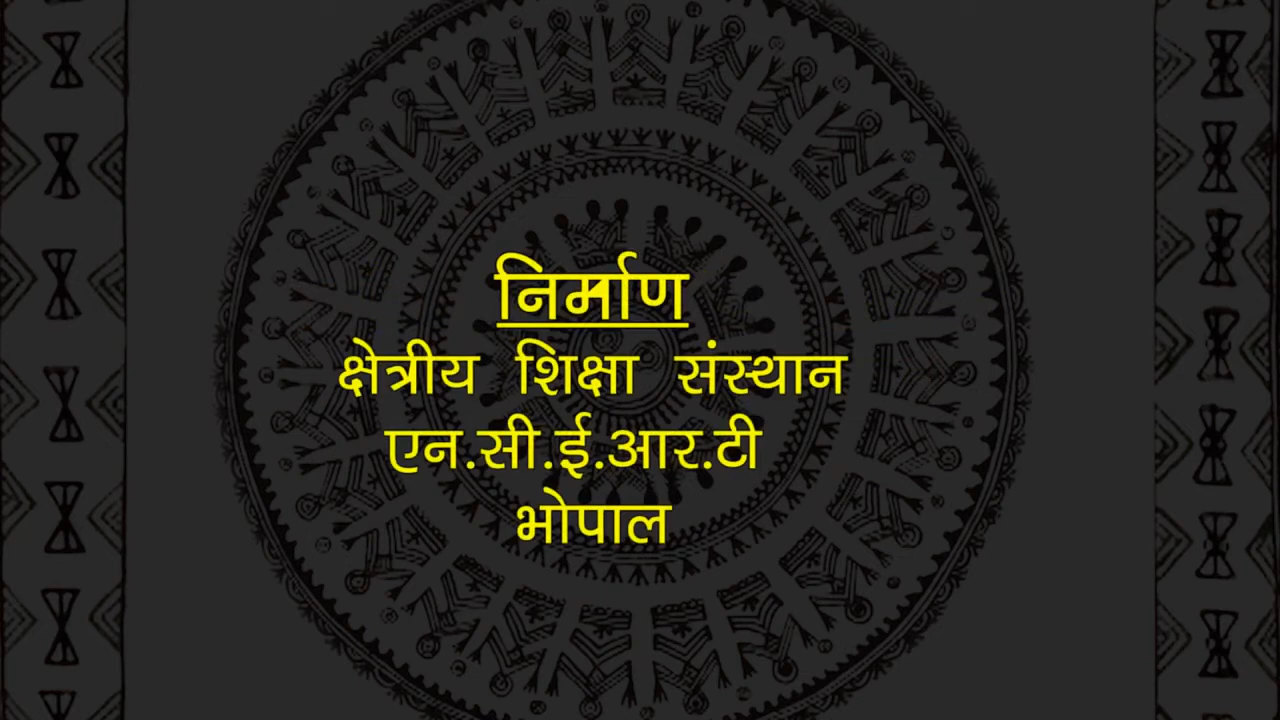 निर्माण
क्षेत्रीय शिक्षा संस्थान
एन.सी.ई.आर.टी
भोपाल